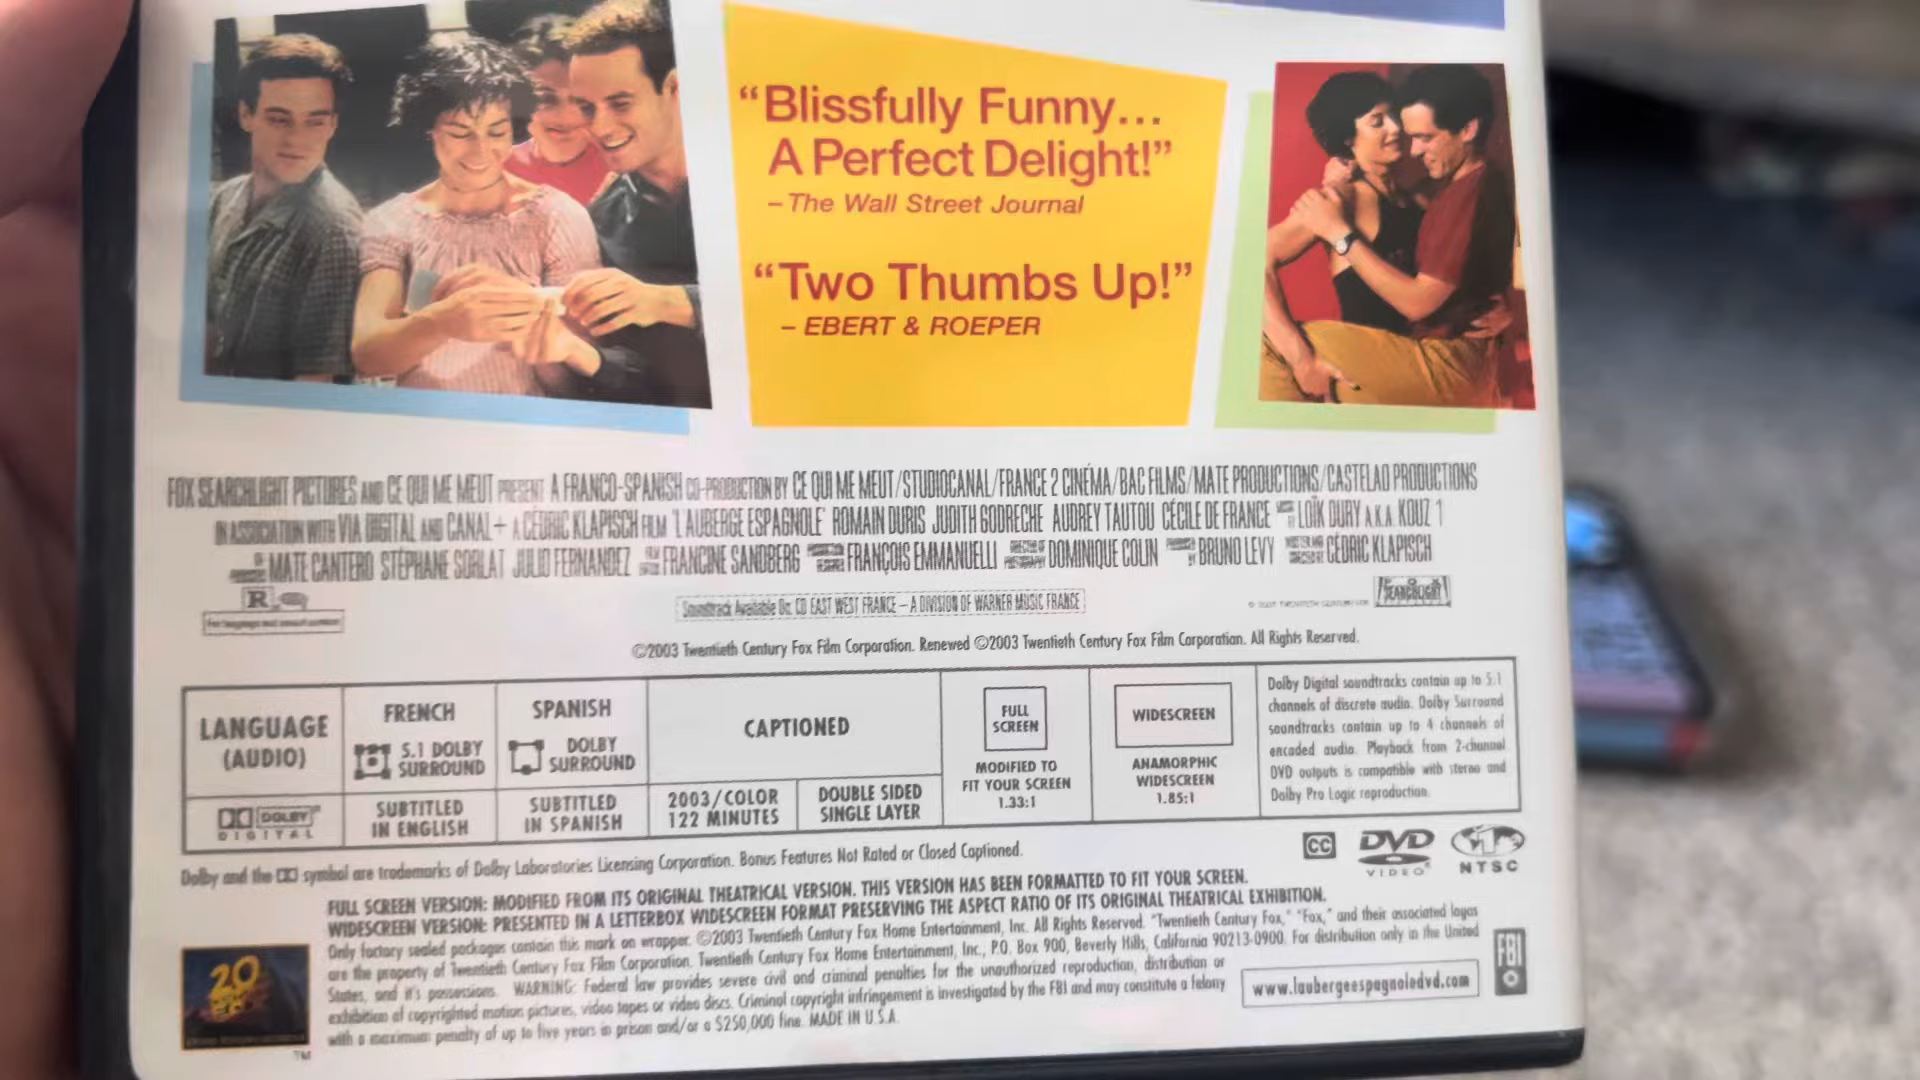 “Blissfully Funny...
A Perfect Delight!”
– The Wall Street Journal
“Two Thumbs Up!”
– EBERT & ROEPER
FOX SEARCHLIGHT PICTURES AND CE QUI ME MEUT PRESENT A FRANCO-SPANISH CO-PRODUCTION BY CE QUI ME MEUT/STUDIOCANAL/FRANCE 2 CINÉMA/BAC FILMS/MATE PRODUCTIONS/CASTELAO PRODUCTIONS
IN ASSOCIATION WITH VIA DIGITAL AND CANAL+ A CÉDRIC KLAPISCH FILM "L'AUBERGE ESPAGNOLE" ROMAIN DURIS JUDITH GODRECHE AUDREY TAUTOU CÉCILE DE FRANCE LOÏK DURY A.K.A. KOUZ 1
MATE CANTERO STÉPHANE SORLAT JULIO FERNANDEZ FRANCINE SANDBERG FRANÇOIS EMMANUELLI DOMINIQUE COLIN BRUNO LEVY CÉDRIC KLAPISCH
R
Soundtrack Available On CD EAST WEST FRANCE – A DIVISION OF WARNER MUSIC FRANCE
FOX
SEARCHLIGHT
©2003 Twentieth Century Fox Film Corporation. Renewed ©2003 Twentieth Century Fox Film Corporation. All Rights Reserved.
LANGUAGE
(AUDIO)
FRENCH
5.1 DOLBY
SURROUND
SPANISH
DOLBY
SURROUND
CAPTIONED
FULL
SCREEN
MODIFIED TO
FIT YOUR SCREEN
1.33:1
WIDESCREEN
ANAMORPHIC
WIDESCREEN
1.85:1
Dolby Digital soundtracks contain up to 5.1
channels of discrete audio. Dolby Surround
soundtracks contain up to 4 channels of
encoded audio. Playback from 2-channel
DVD outputs is compatible with stereo and
Dolby Pro Logic reproduction.
DOLBY
DIGITAL
SUBTITLED
IN ENGLISH
SUBTITLED
IN SPANISH
2003/COLOR
122 MINUTES
DOUBLE SIDED
SINGLE LAYER
Dolby and the symbol are trademarks of Dolby Laboratories Licensing Corporation. Bonus Features Not Rated or Closed Captioned.
CC
DVD
VIDEO
NTSC
FULL SCREEN VERSION: MODIFIED FROM ITS ORIGINAL THEATRICAL VERSION. THIS VERSION HAS BEEN FORMATTED TO FIT YOUR SCREEN.
WIDESCREEN VERSION: PRESENTED IN A LETTERBOX WIDESCREEN FORMAT PRESERVING THE ASPECT RATIO OF ITS ORIGINAL THEATRICAL EXHIBITION.
Only factory sealed packages contain this mark on wrapper. ©2003 Twentieth Century Fox Home Entertainment, Inc. All Rights Reserved. "Twentieth Century Fox," "Fox," and their associated logos
are the property of Twentieth Century Fox Film Corporation. Twentieth Century Fox Home Entertainment, Inc., P.O. Box 900, Beverly Hills, California 90213-0900. For distribution only in the United
States, and it's possessions. WARNING: Federal law provides severe civil and criminal penalties for the unauthorized reproduction, distribution or
exhibition of copyrighted motion pictures, video tapes or video discs. Criminal copyright infringement is investigated by the FBI and may constitute a felony
with a maximum penalty of up to five years in prison and/or a $250,000 fine. MADE IN U.S.A.
www.laubergeespagnoledvd.com
FBI
20
TM